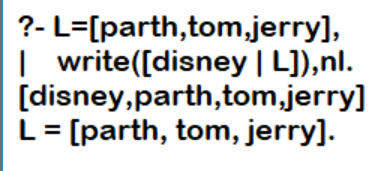 ?- L=[parth,tom,jerry],
|    write([disney | L]),nl.
[disney,parth,tom,jerry]
L = [parth, tom, jerry].